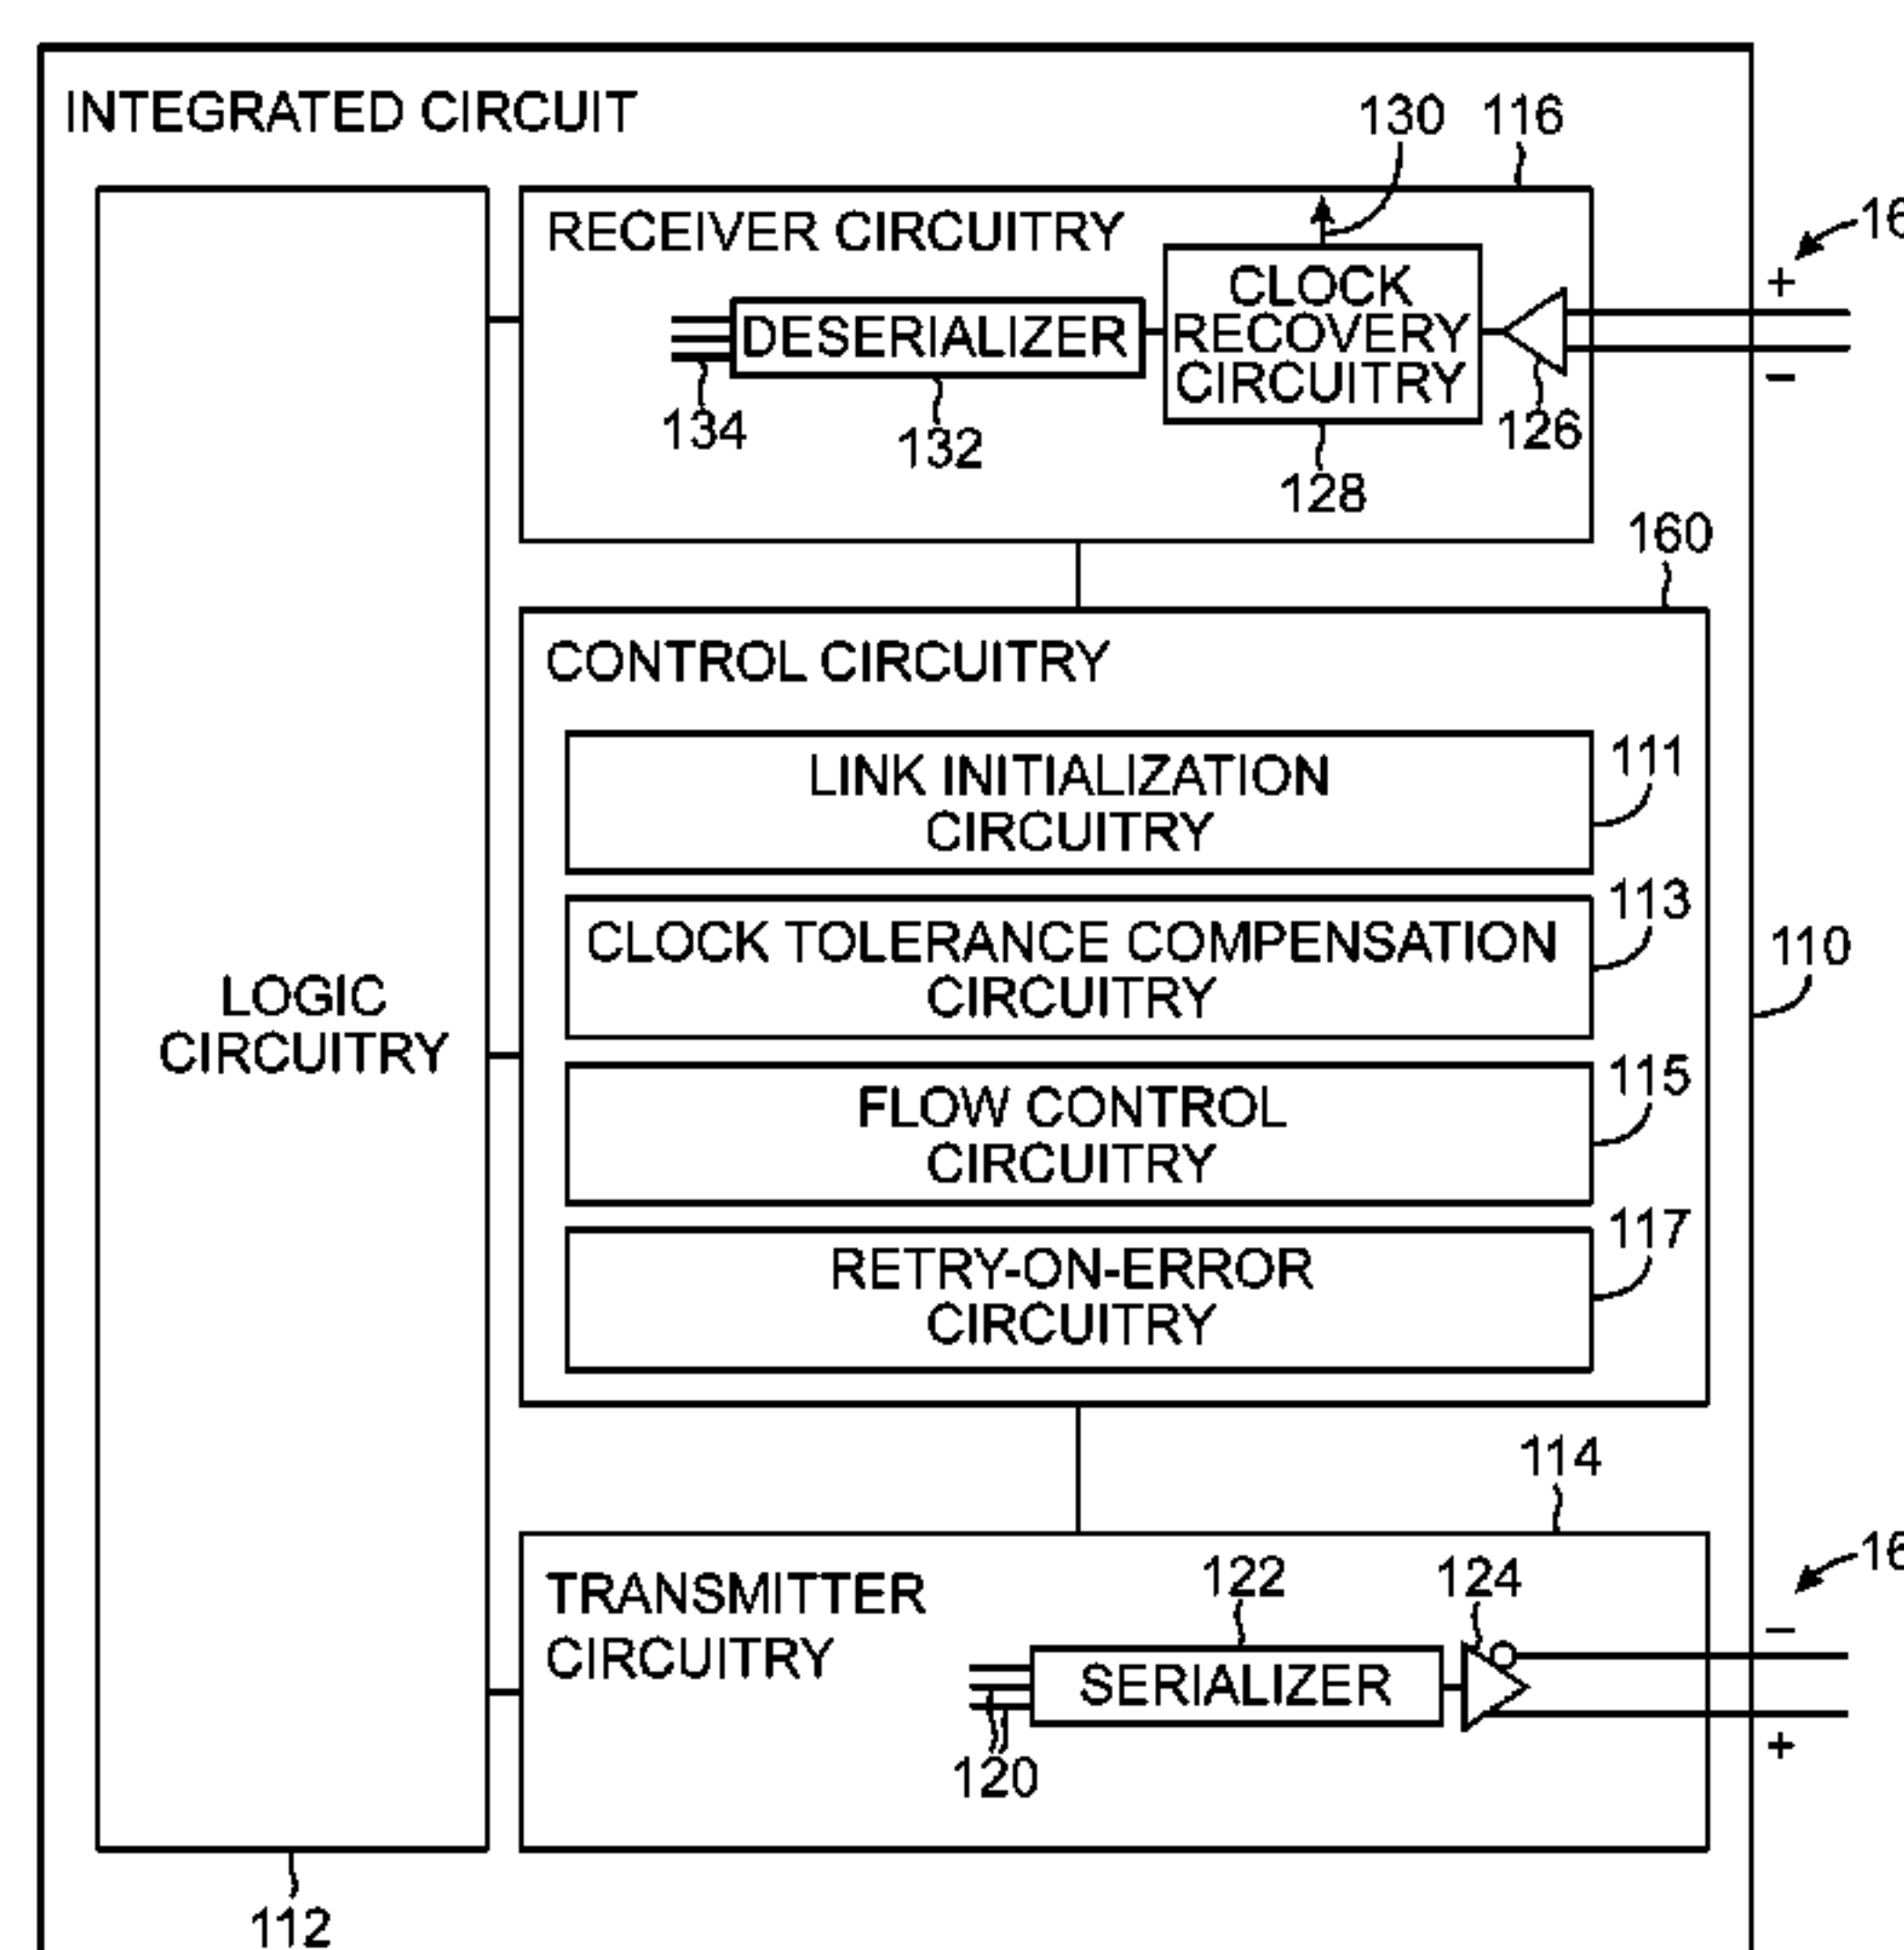 INTEGRATED CIRCUIT
130
116
RECEIVER CIRCUITRY
CLOCK
RECOVERY
CIRCUITRY
DESERIALIZER
+
−
134
132
126
128
160
CONTROL CIRCUITRY
LINK INITIALIZATION
CIRCUITRY
111
CLOCK TOLERANCE COMPENSATION
CIRCUITRY
113
110
LOGIC
CIRCUITRY
FLOW CONTROL
CIRCUITRY
115
RETRY-ON-ERROR
CIRCUITRY
117
114
TRANSMITTER
CIRCUITRY
122
124
SERIALIZER
−
+
120
112